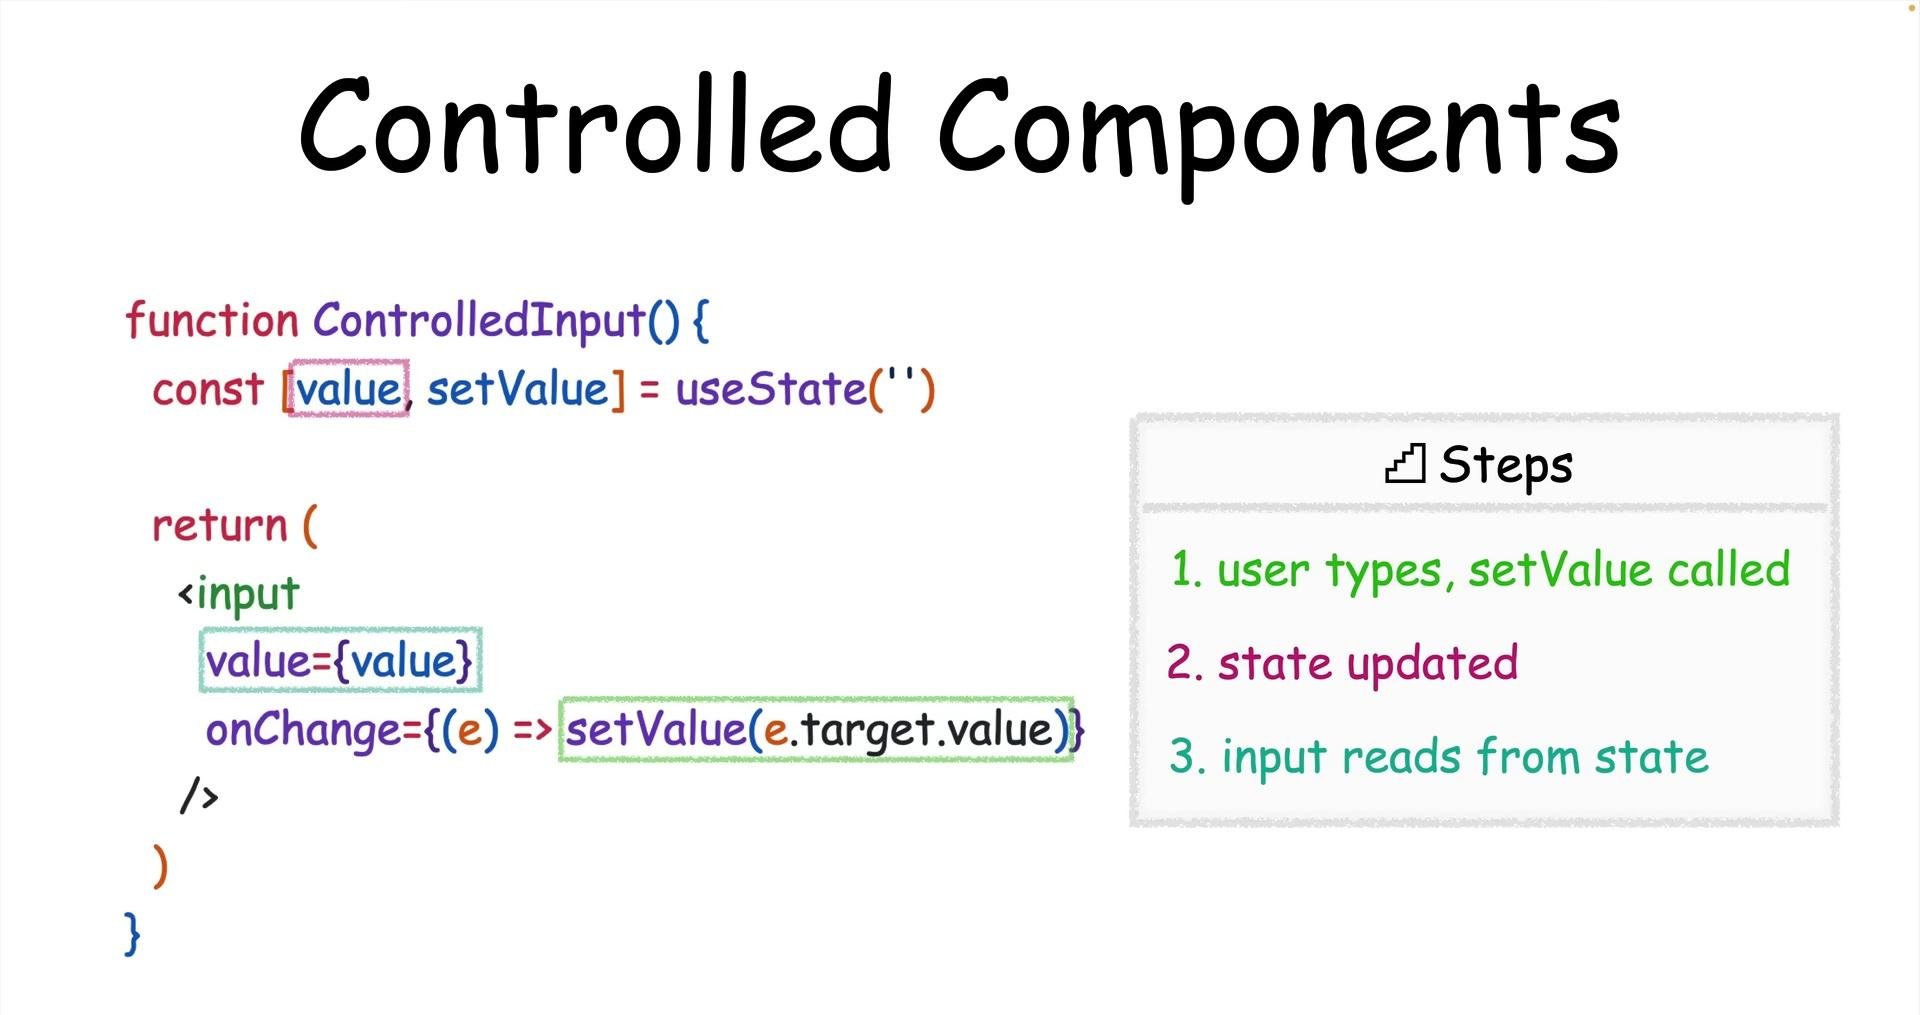 Controlled Components
function ControlledInput() {
const [value, setValue] = useState('')
return (
<input
value={value}
onChange={(e) => setValue(e.target.value)}
/>
)
}
Steps
1. user types, setValue called
2. state updated
3. input reads from state